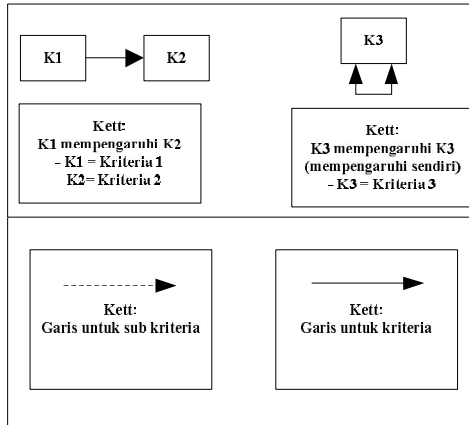 K1
K2
K3
Kett:
K1 mempengaruhi K2
- K1 = Kriteria 1
K2= Kriteria 2
Kett:
K3 mempengaruhi K3
(mempengaruhi sendiri)
- K3 = Kriteria 3
Kett:
Garis untuk sub kriteria
Kett:
Garis untuk kriteria